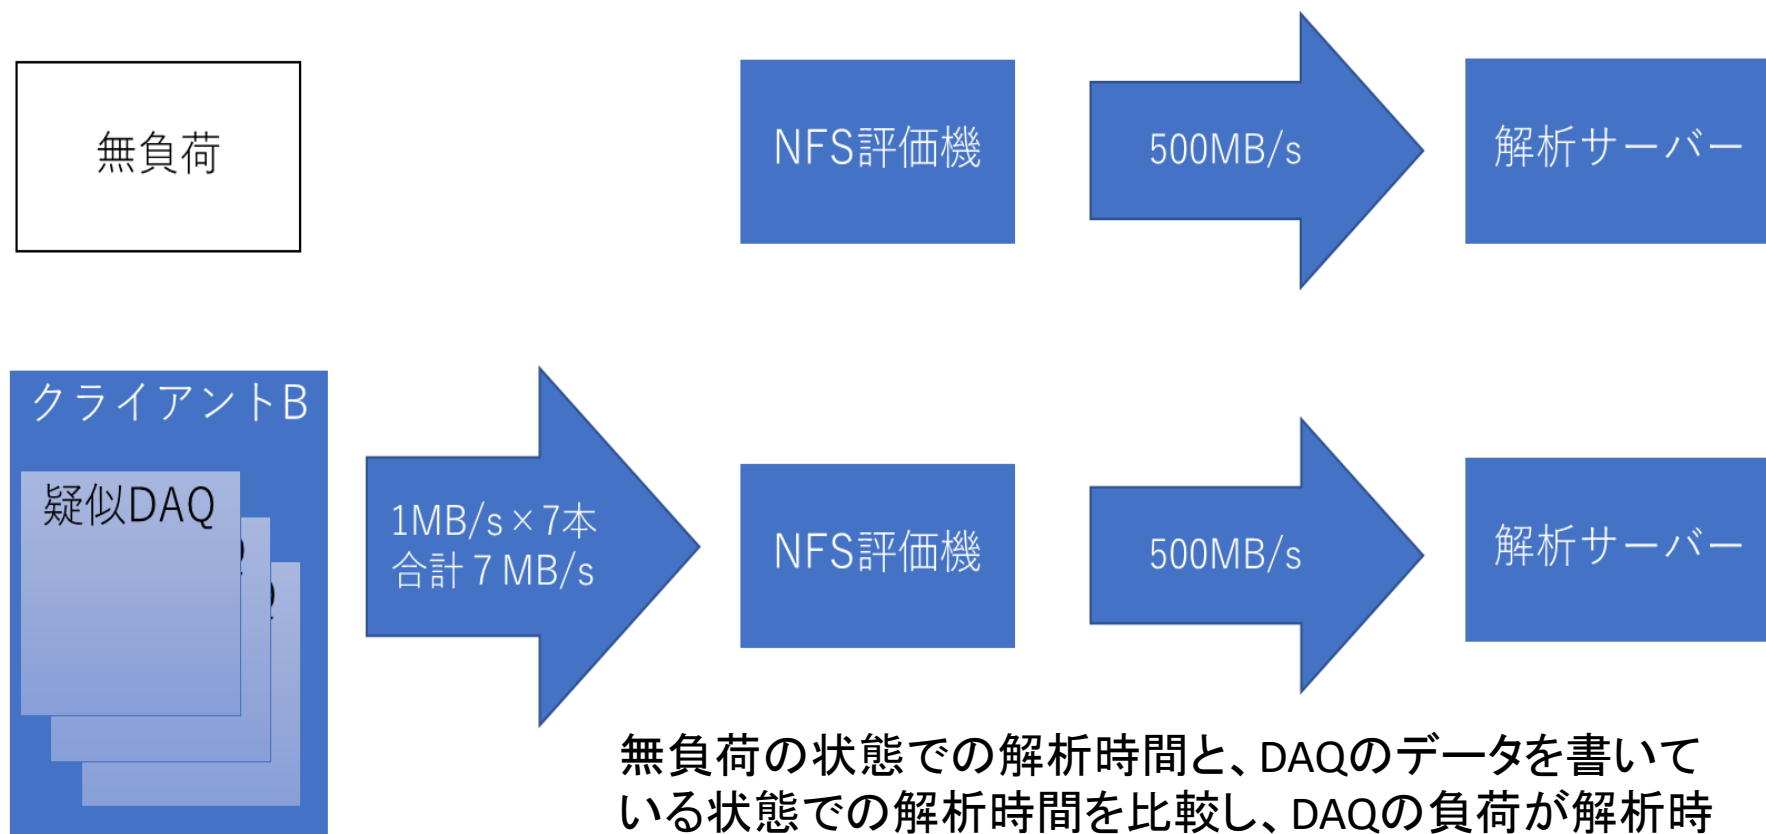 無負荷
NFS評価機
500MB/s
解析サーバー
クライアントB
疑似DAQ
1MB/s×7本
合計７MB/s
NFS評価機
500MB/s
解析サーバー
無負荷の状態での解析時間と、DAQのデータを書いて
いる状態での解析時間を比較し、DAQの負荷が解析時